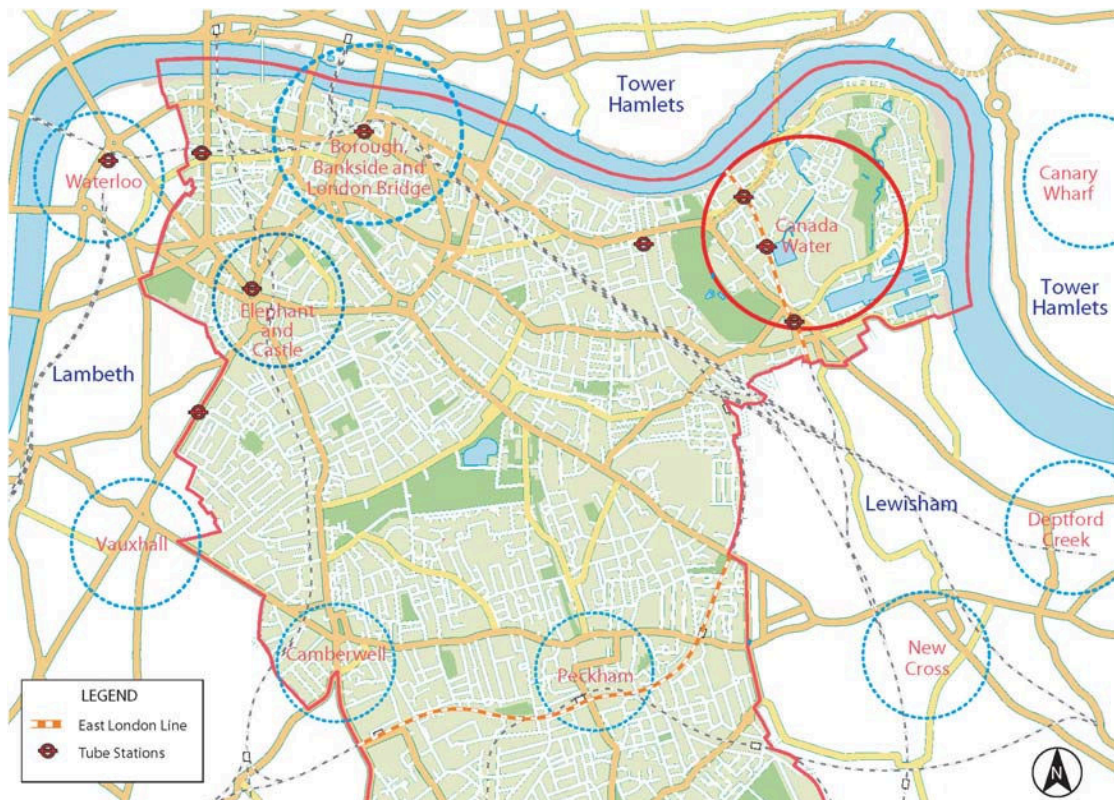 Tower
Hamlets
Waterloo
Borough,
Bankside and
London Bridge
Canary
Wharf
Canada
Water
Tower
Hamlets
Elephant
and
Castle
Lambeth
Lewisham
Deptford
Creek
Vauxhall
Camberwell
Peckham
New
Cross
LEGEND
East London Line
Tube Stations
N